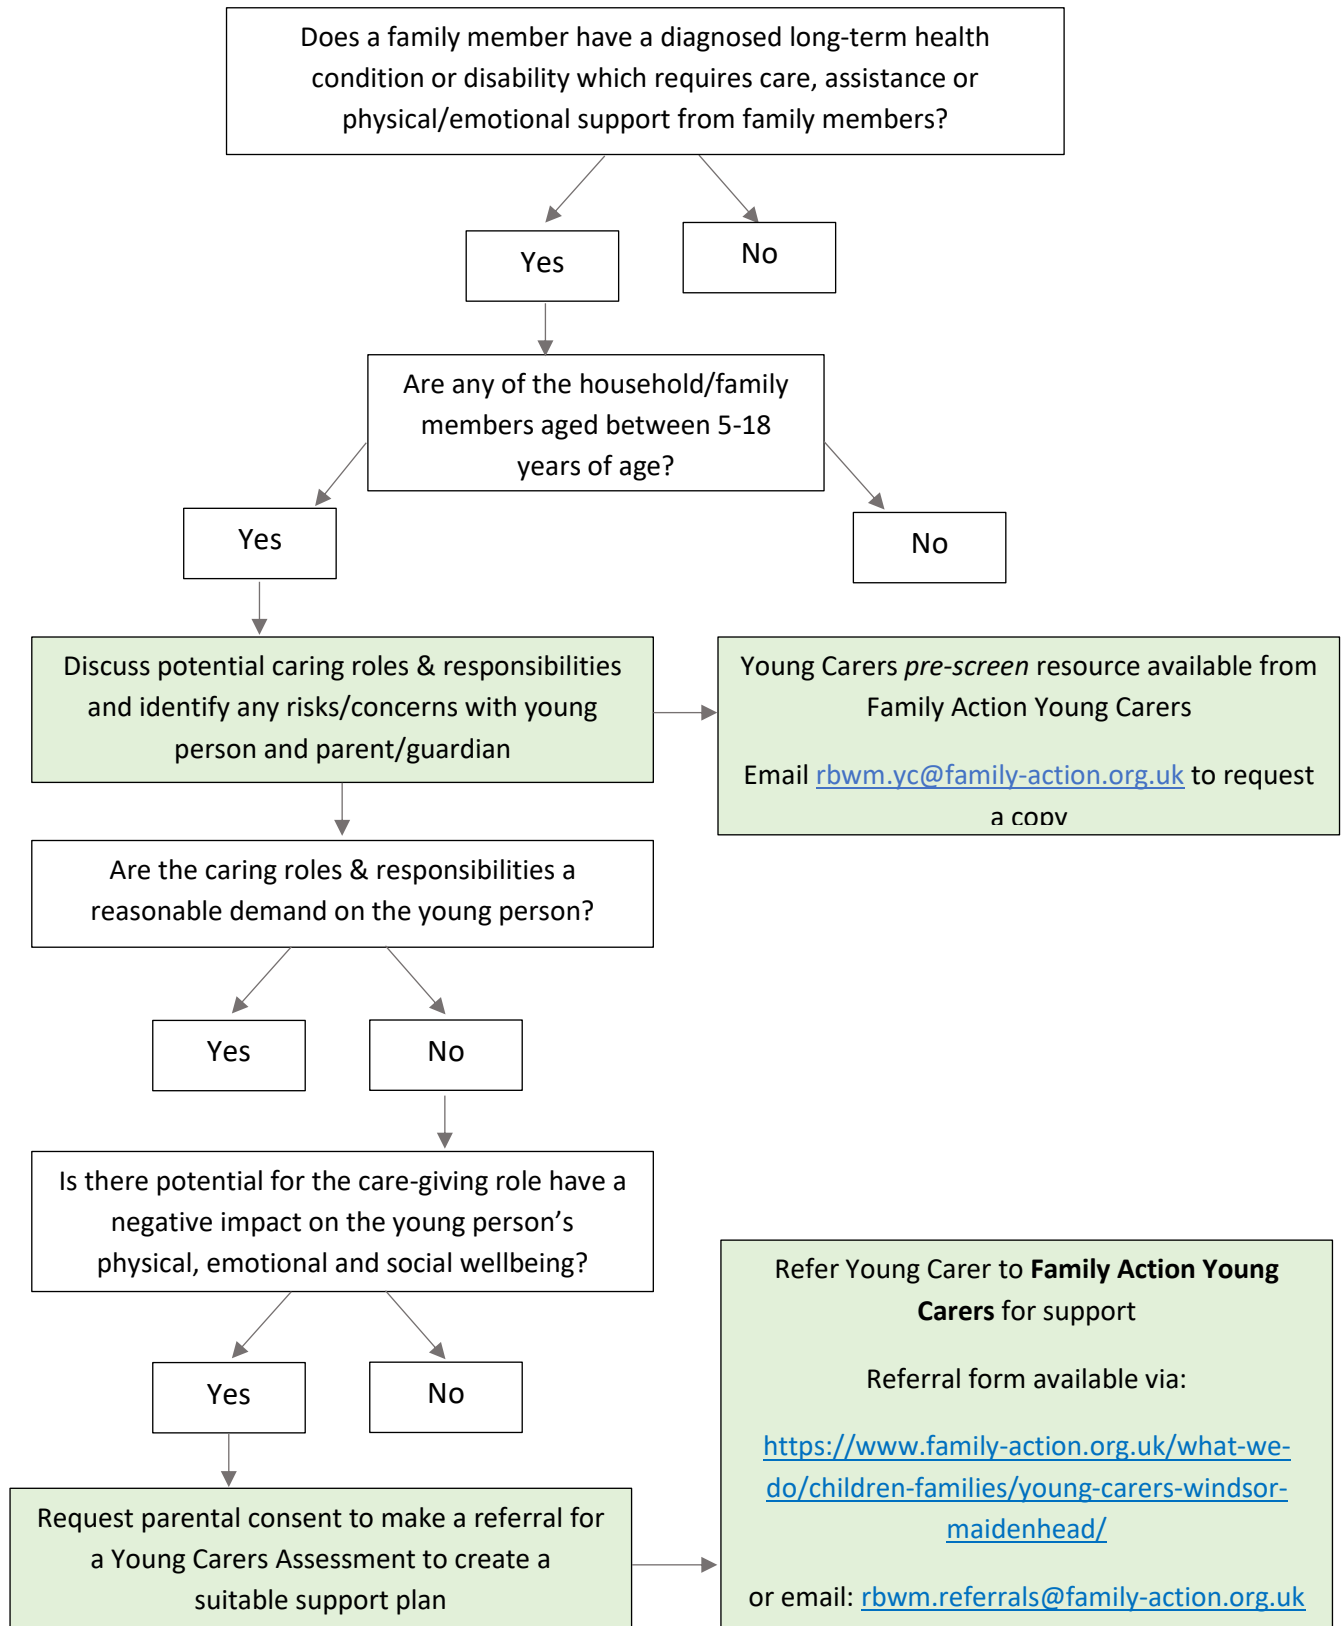 Does a family member have a diagnosed long-term health
condition or disability which requires care, assistance or
physical/emotional support from family members?
Yes
No
Are any of the household/family
members aged between 5-18
years of age?
Yes
No
Discuss potential caring roles & responsibilities
and identify any risks/concerns with young
person and parent/guardian
Young Carers pre-screen resource available from
Family Action Young Carers
Email rbwm.yc@family-action.org.uk to request
a copy
Are the caring roles & responsibilities a
reasonable demand on the young person?
Yes
No
Is there potential for the care-giving role have a
negative impact on the young person’s
physical, emotional and social wellbeing?
Yes
No
Request parental consent to make a referral for
a Young Carers Assessment to create a
suitable support plan
Refer Young Carer to Family Action Young
Carers for support
Referral form available via:
https://www.family-action.org.uk/what-we-
do/children-families/young-carers-windsor-
maidenhead/
or email: rbwm.referrals@family-action.org.uk